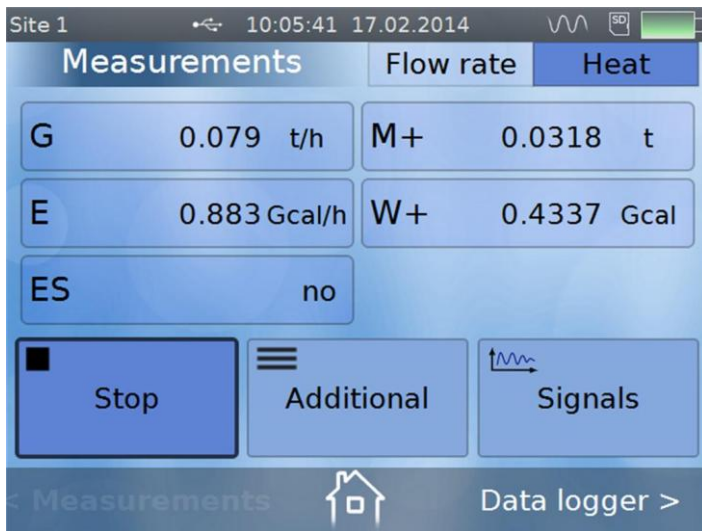 Site 1 10:05:41 17.02.2014 SD
Measurements Flow rate Heat
G 0.079 t/h M+ 0.0318 t
E 0.883 Gcal/h W+ 0.4337 Gcal
ES no
Stop Additional Signals
< Measurements Data logger >